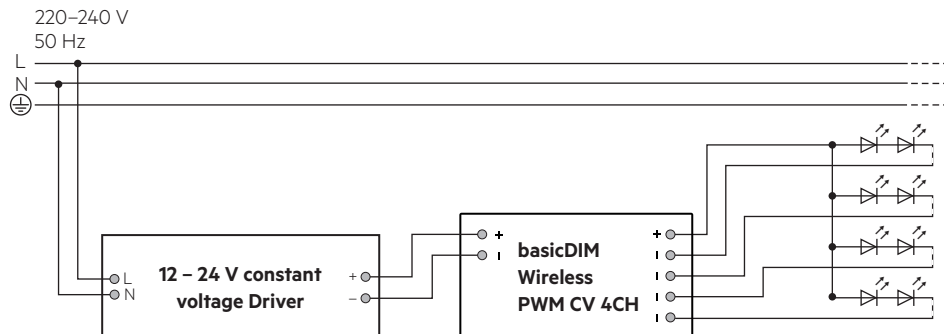 220–240 V
50 Hz
L
N
12 – 24 V constant
voltage Driver
L
N
+
–
+
–
basicDIM
Wireless
PWM CV 4CH
+
–
–
–
–